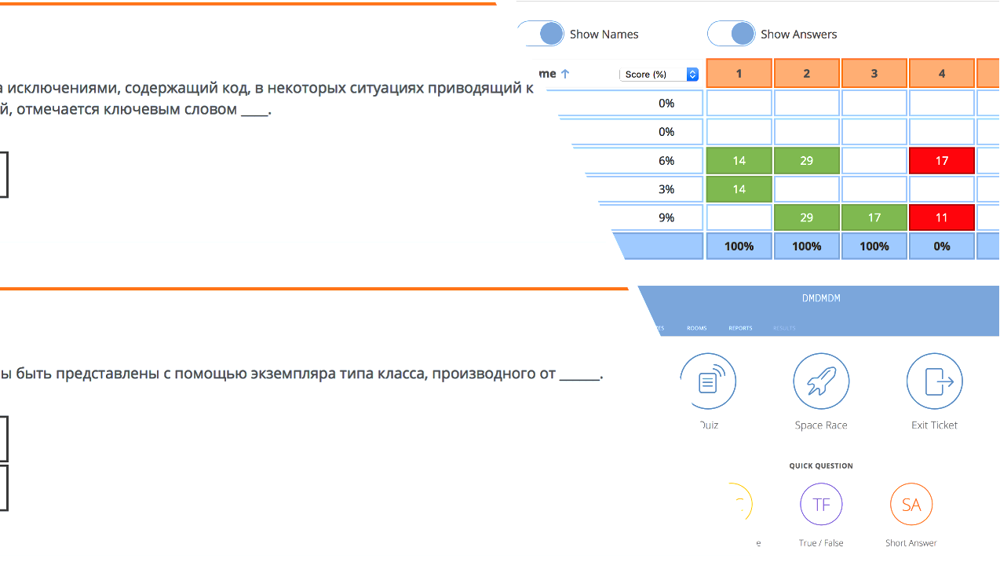 а исключениями, содержащий код, в некоторых ситуациях приводящий к
й, отмечается ключевым словом ____.
ы быть представлены с помощью экземпляра типа класса, производного от _____.
Show Names Show Answers
me ↑ Score (%) 1 2 3 4
0%
0%
6% 14 29 17
3% 14
9% 29 17 11
100% 100% 100% 0%
DMDMDM
ZES ROOMS REPORTS RESULTS
Quiz Space Race Exit Ticket
QUICK QUESTION
TF SA
e True / False Short Answer